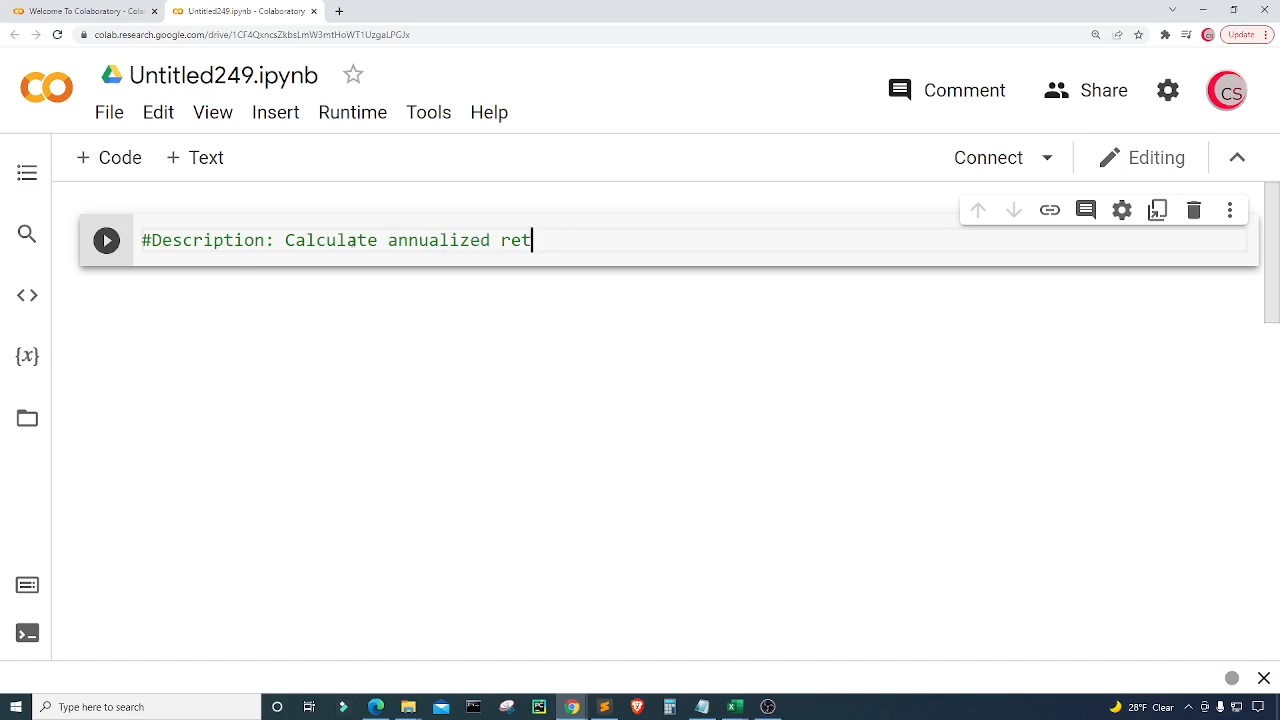 Welcome To Colaboratory - Cola
Untitled249.ipynb - Colaboratory
colab.research.google.com/drive/1CF4QxncsZkbsLmW3mtHoWT1UzgaLPGJx
Update
Untitled249.ipynb
Comment
Share
CS
File Edit View Insert Runtime Tools Help
+ Code + Text
Connect
Editing
#Description: Calculate annualized ret
{x}
Type here to search
28°F Clear